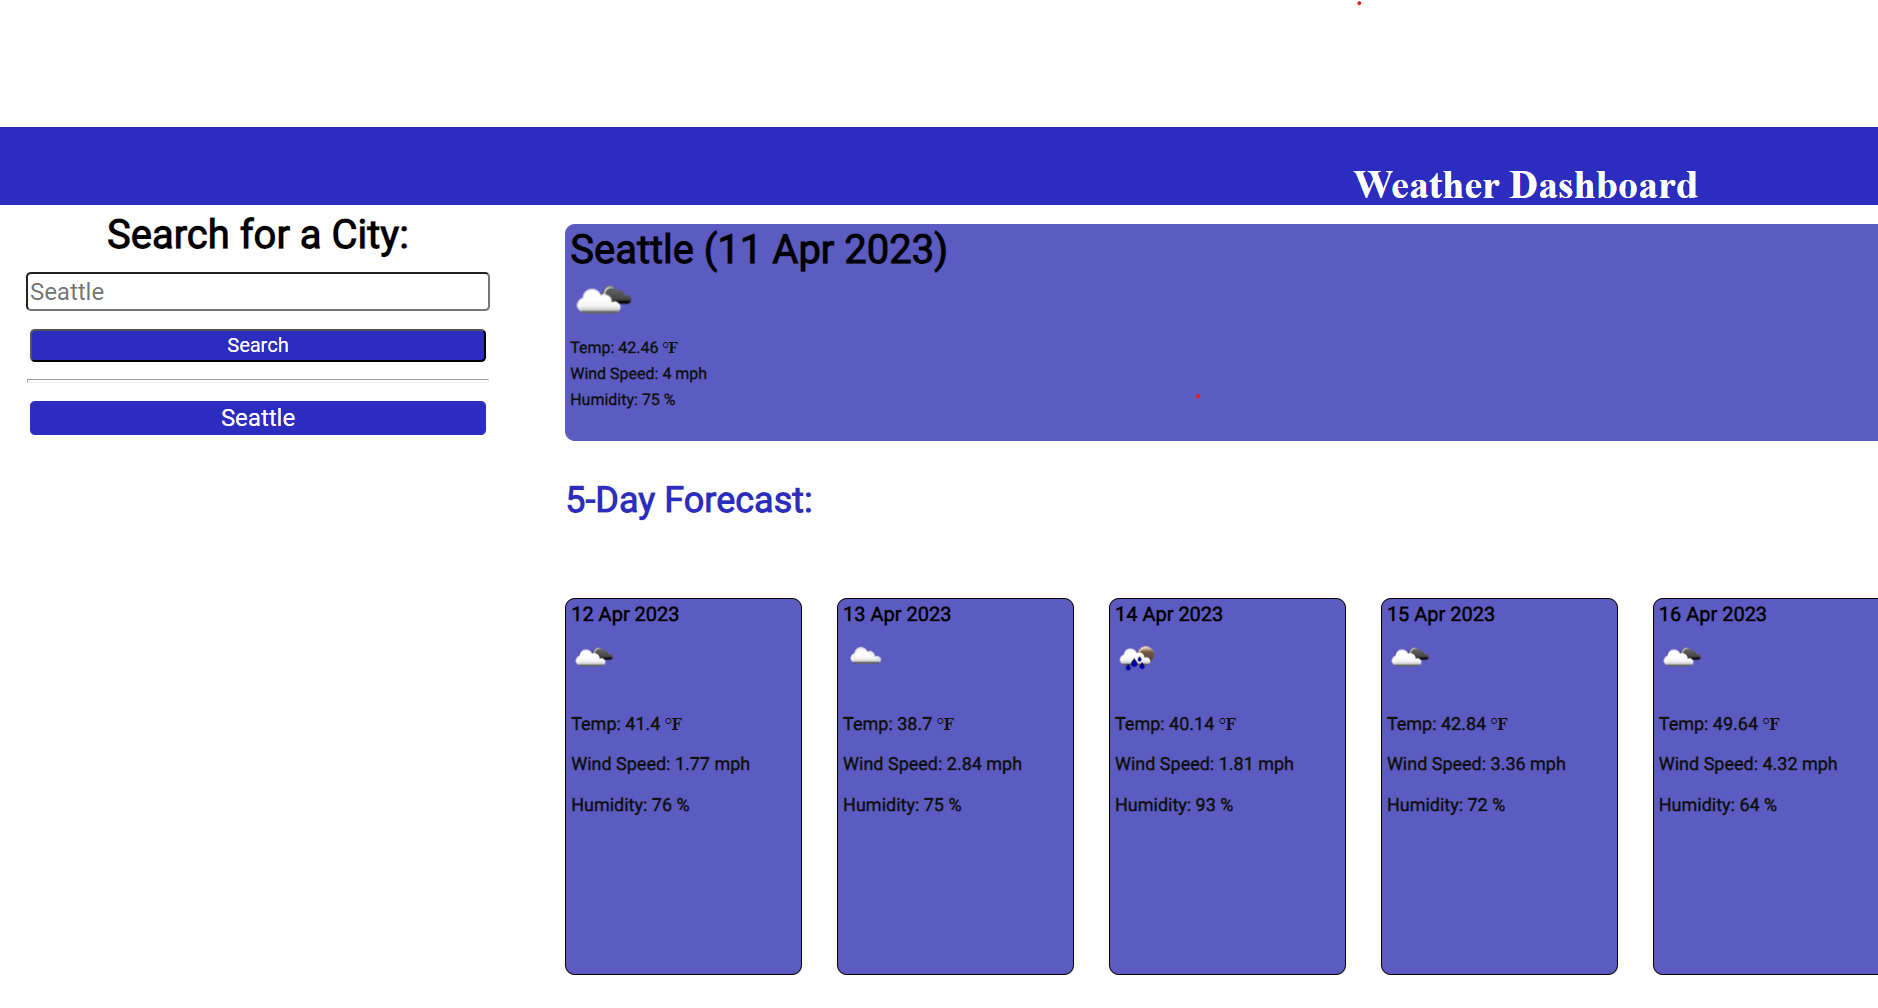 Weather Dashboard
Search for a City:
Seattle
Search
Seattle
Seattle (11 Apr 2023)
Temp: 42.46 °F
Wind Speed: 4 mph
Humidity: 75 %
5-Day Forecast:
12 Apr 2023
Temp: 41.4 °F
Wind Speed: 1.77 mph
Humidity: 76 %
13 Apr 2023
Temp: 38.7 °F
Wind Speed: 2.84 mph
Humidity: 75 %
14 Apr 2023
Temp: 40.14 °F
Wind Speed: 1.81 mph
Humidity: 93 %
15 Apr 2023
Temp: 42.84 °F
Wind Speed: 3.36 mph
Humidity: 72 %
16 Apr 2023
Temp: 49.64 °F
Wind Speed: 4.32 mph
Humidity: 64 %